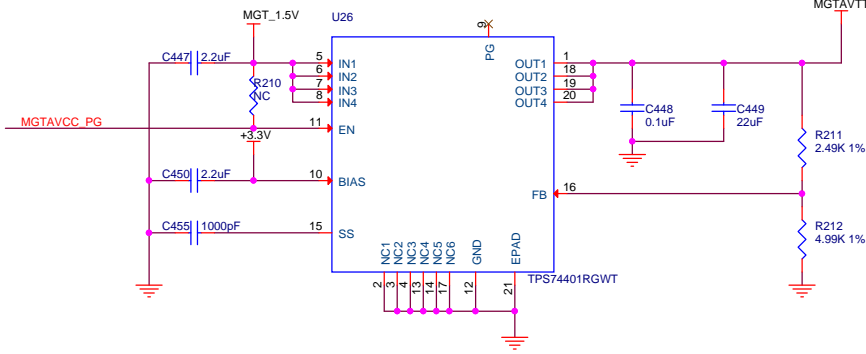 MGT_1.5V
U26
MGTAVTT
9
PG
C447
2.2uF
5
IN1
6
IN2
7
IN3
8
IN4
R210
NC
OUT1
1
OUT2
18
OUT3
19
OUT4
20
C448
0.1uF
C449
22uF
MGTAVCC_PG
11
EN
+3.3V
R211
2.49K 1%
C450
2.2uF
10
BIAS
FB
16
C455
1000pF
15
SS
R212
4.99K 1%
NC1
NC2
NC3
NC4
NC5
NC6
GND
EPAD
TPS74401RGWT
2
3
4
13
14
17
12
21